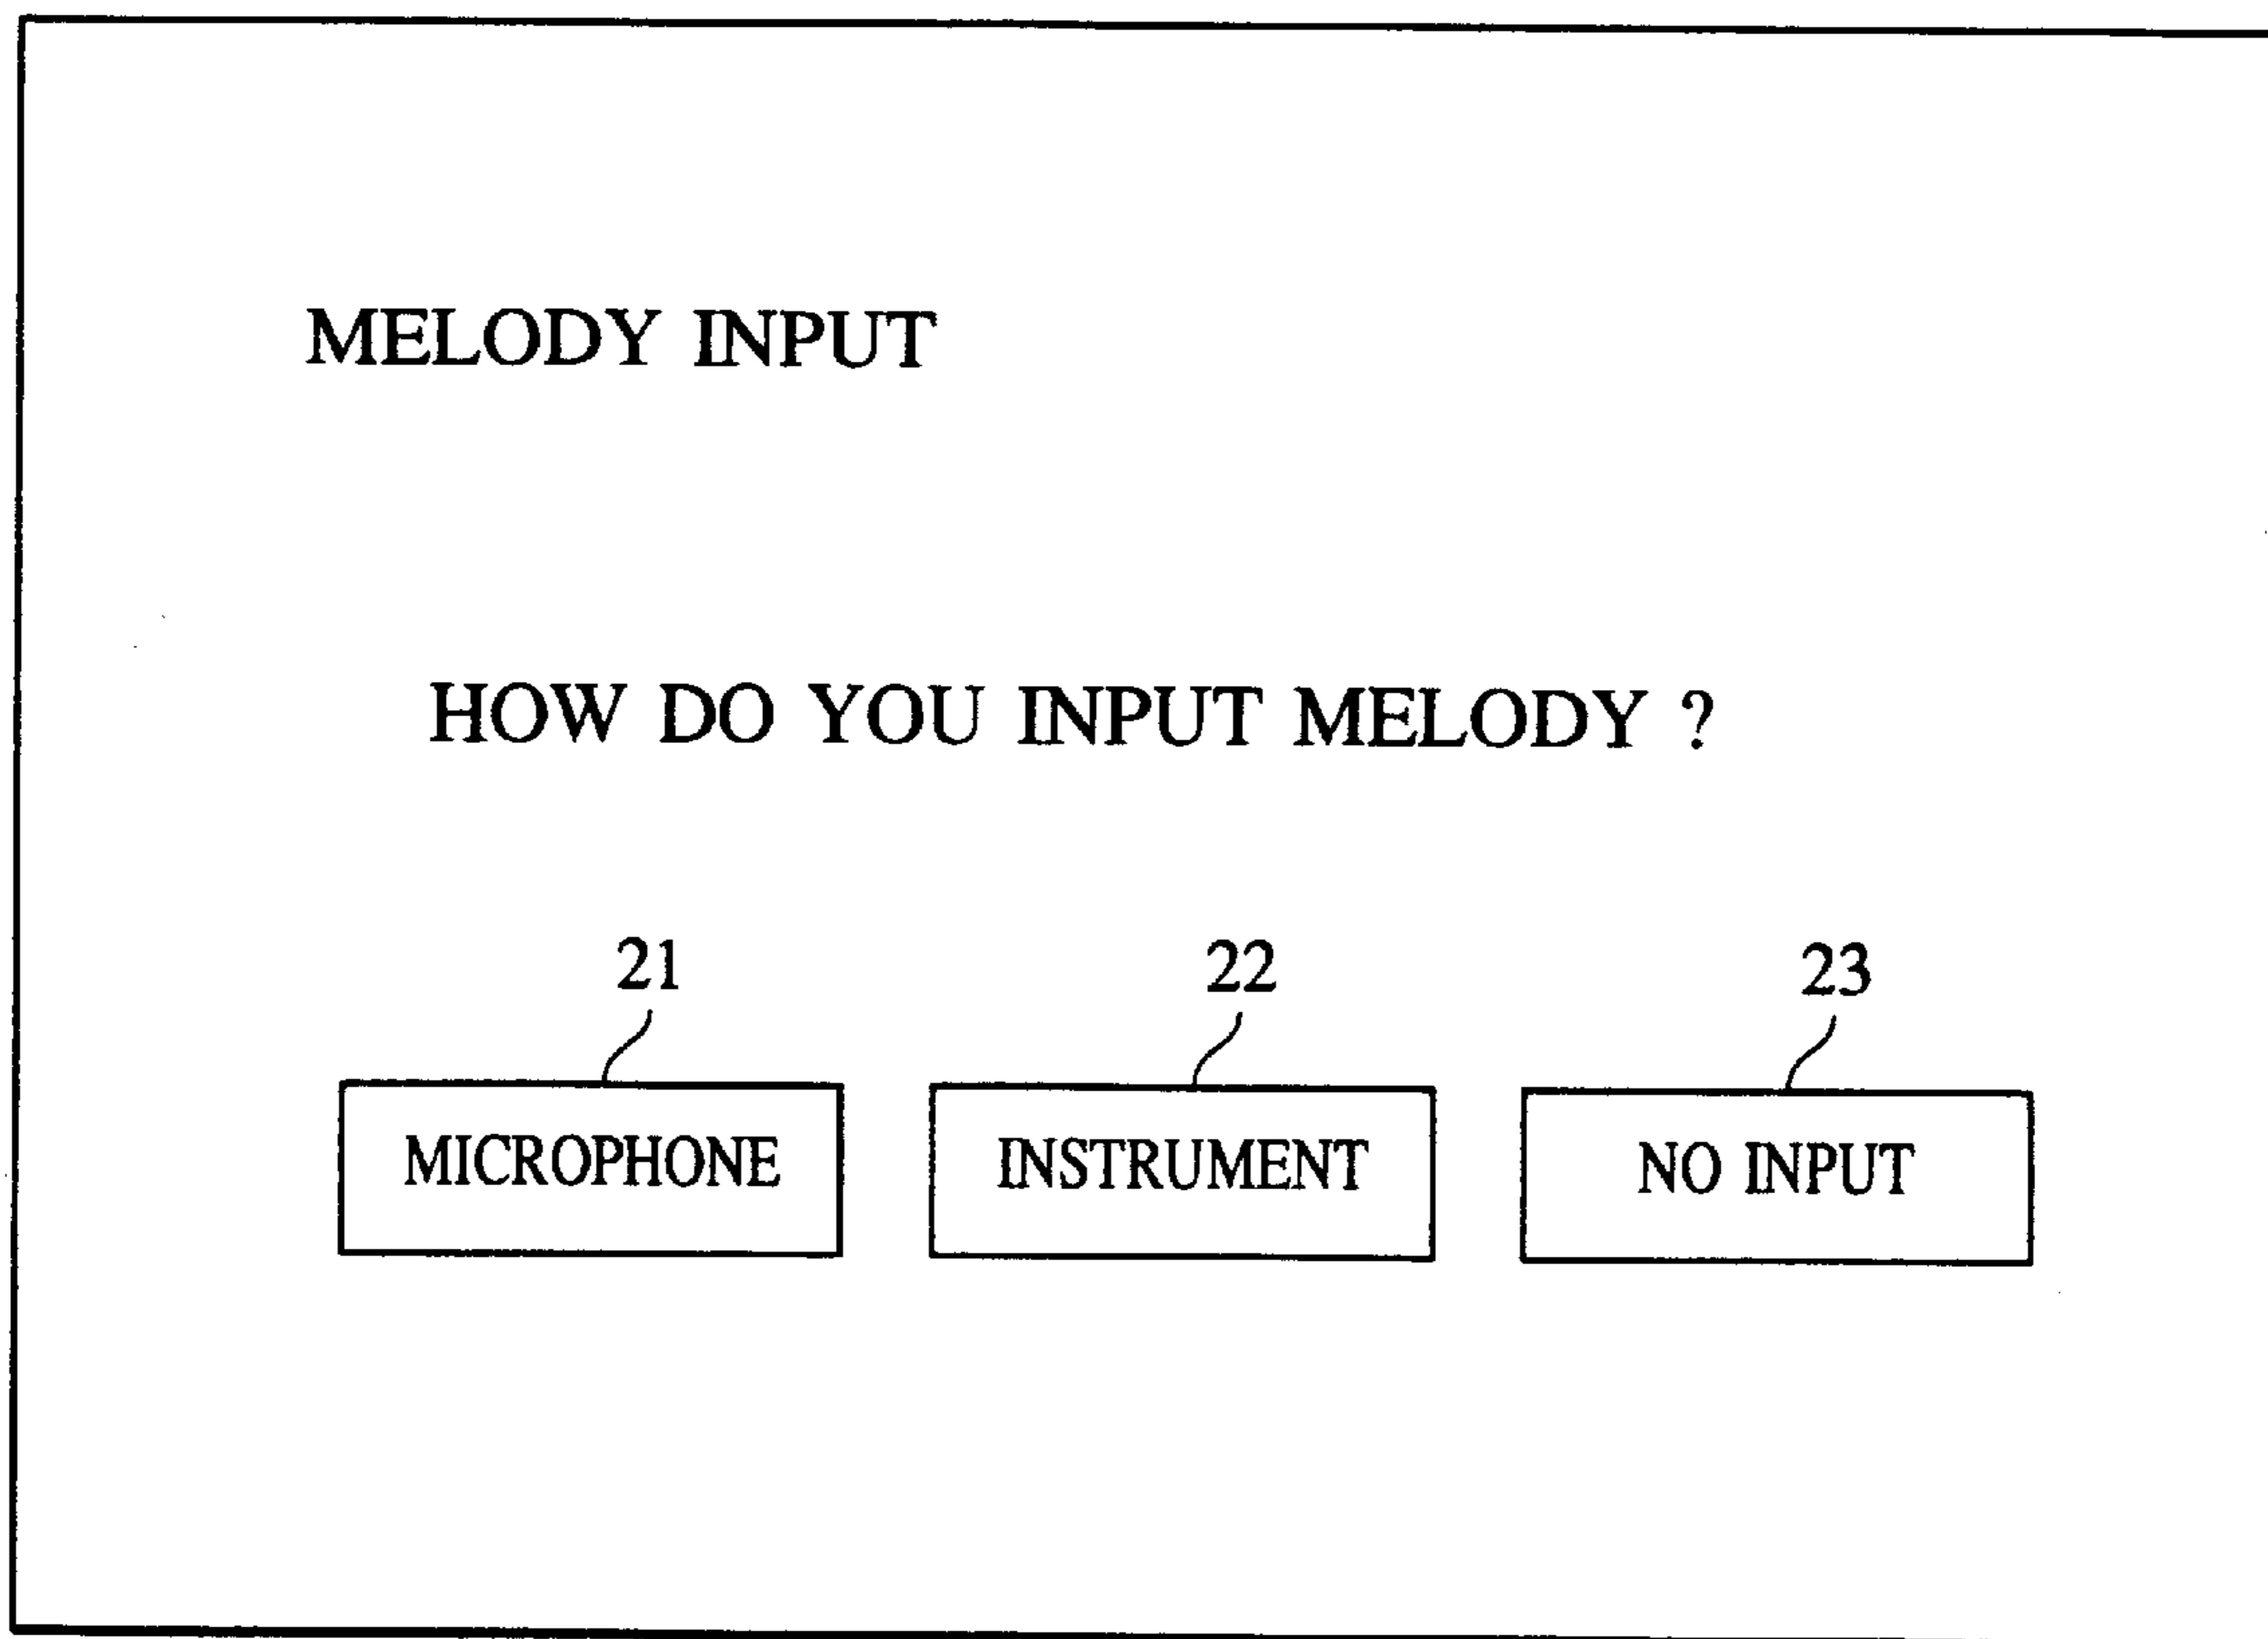 MELODY INPUT
HOW DO YOU INPUT MELODY ?
21 22 23
MICROPHONE INSTRUMENT NO INPUT